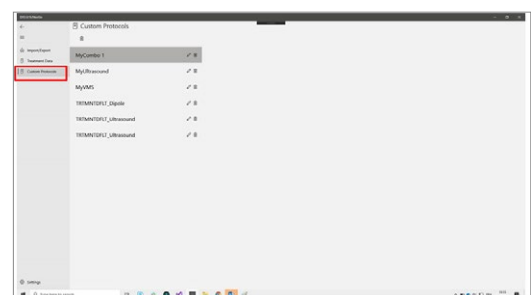 Custom Protocols
Import/Export
Treatment Data
Custom Protocols
MyCombo 1
MyUltrasound
MyVMS
TRTMNTDFLT_Dipole
TRTMNTDFLT_Ultrasound
TRTMNTDFLT_Ultrasound
Settings